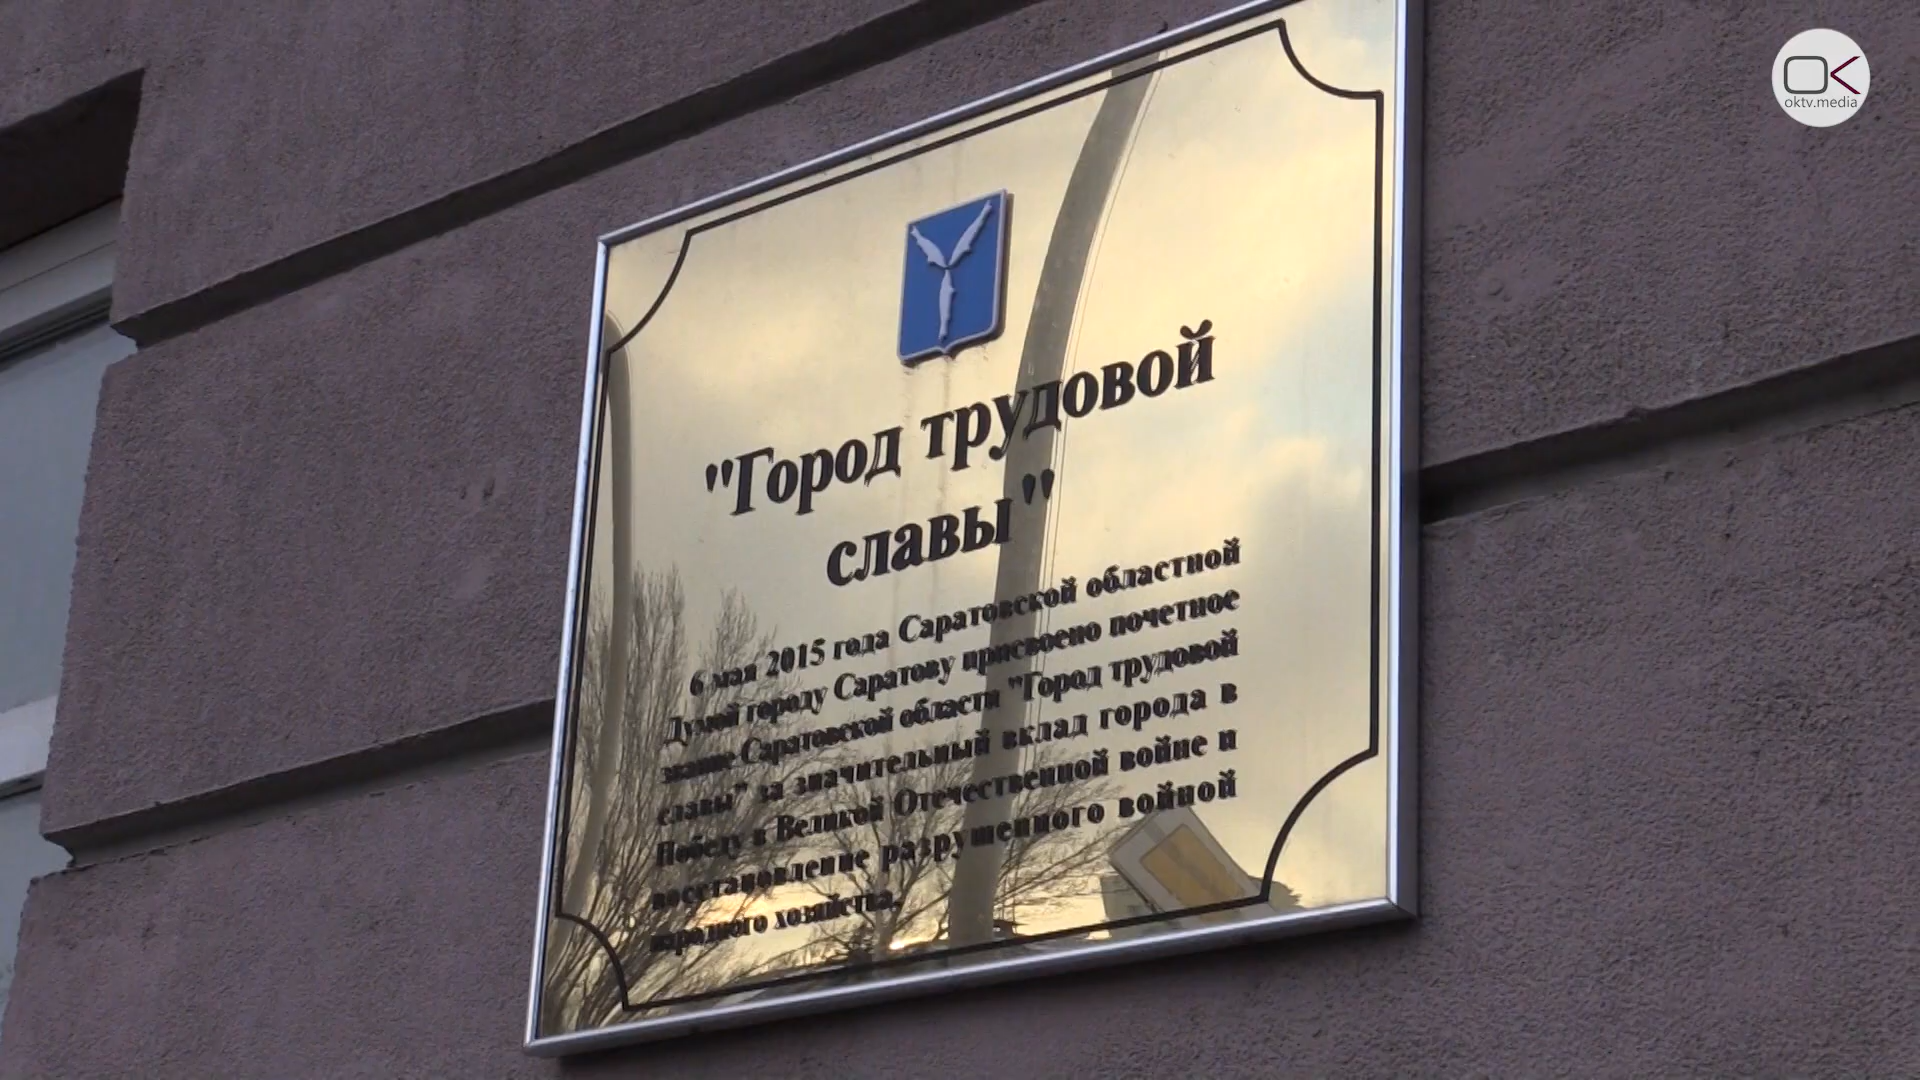 OK
oktv.media
"Город трудовой
славы"
6 мая 2015 года Саратовской областной
Думой городу Саратову присвоено почетное
звание Саратовской области "Город трудовой
славы" за значительный вклад города в
Победу в Великой Отечественной войне и
восстановление разрушенного войной
народного хозяйства.